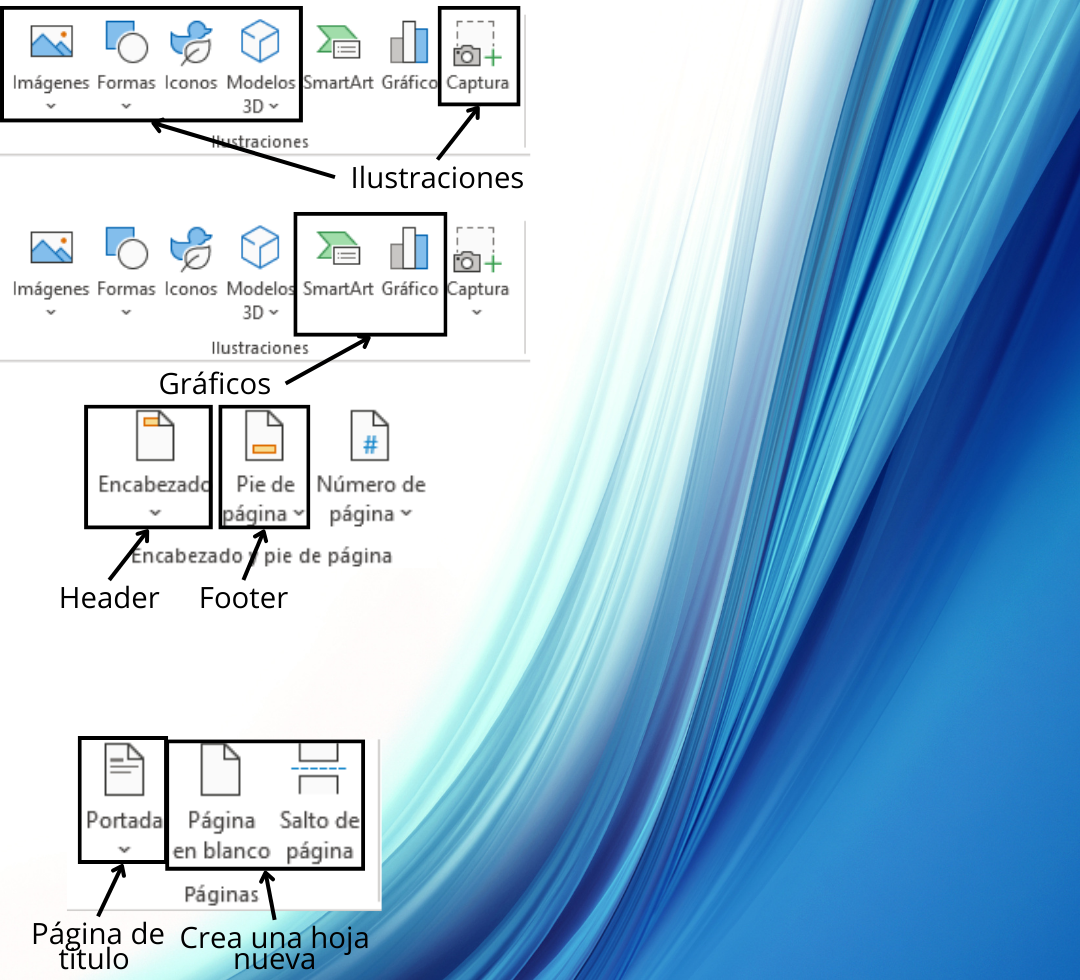 Imágenes Formas Iconos Modelos 3D SmartArt Gráfico Captura
Ilustraciones
Ilustraciones
Imágenes Formas Iconos Modelos 3D SmartArt Gráfico Captura
Ilustraciones
Gráficos
Encabezado Pie de página Número de página
Encabezado y pie de página
Header Footer
Portada Página en blanco Salto de página
Páginas
Página de título
Crea una hoja nueva